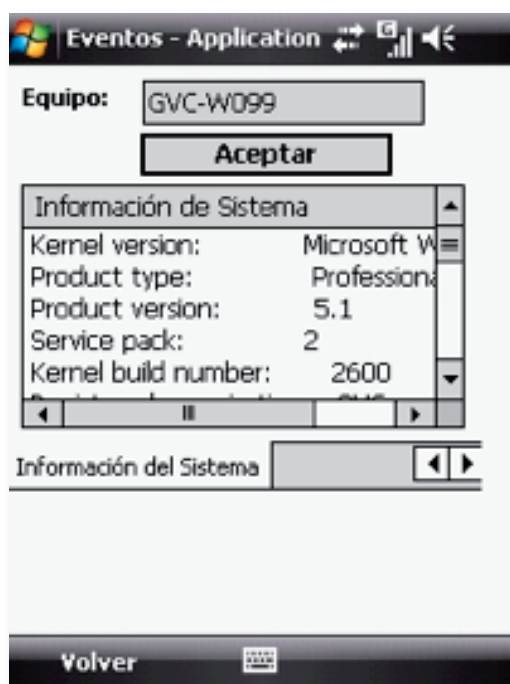 Eventos - Application
Equipo: GVC-W099
Aceptar
Información de Sistema
Kernel version: Microsoft W
Product type: Professiona
Product version: 5.1
Service pack: 2
Kernel build number: 2600
Información del Sistema
Volver